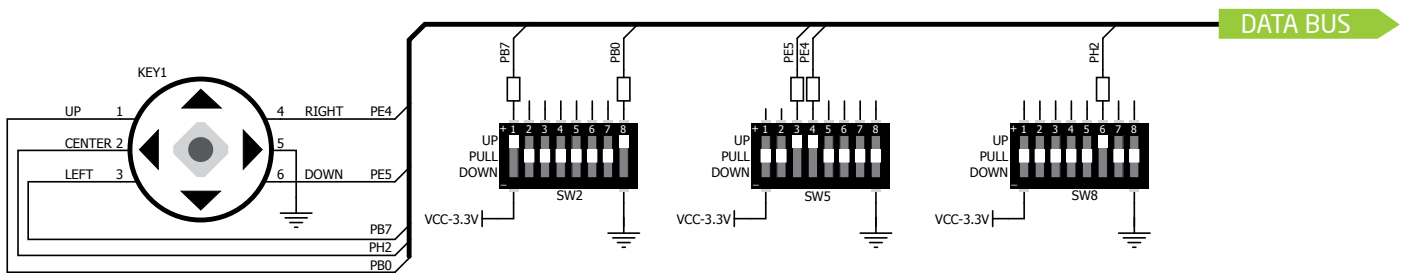 DATA BUS
KEY1
UP 1
CENTER 2
LEFT 3
4 RIGHT PE4
5
6 DOWN PE5
PB7
PH2
PB0
PB7
PB0
+ 1 2 3 4 5 6 7 8
UP
PULL
DOWN
–
SW2
VCC-3.3V
PE5
PE4
+ 1 2 3 4 5 6 7 8
UP
PULL
DOWN
–
SW5
VCC-3.3V
PH2
+ 1 2 3 4 5 6 7 8
UP
PULL
DOWN
–
SW8
VCC-3.3V